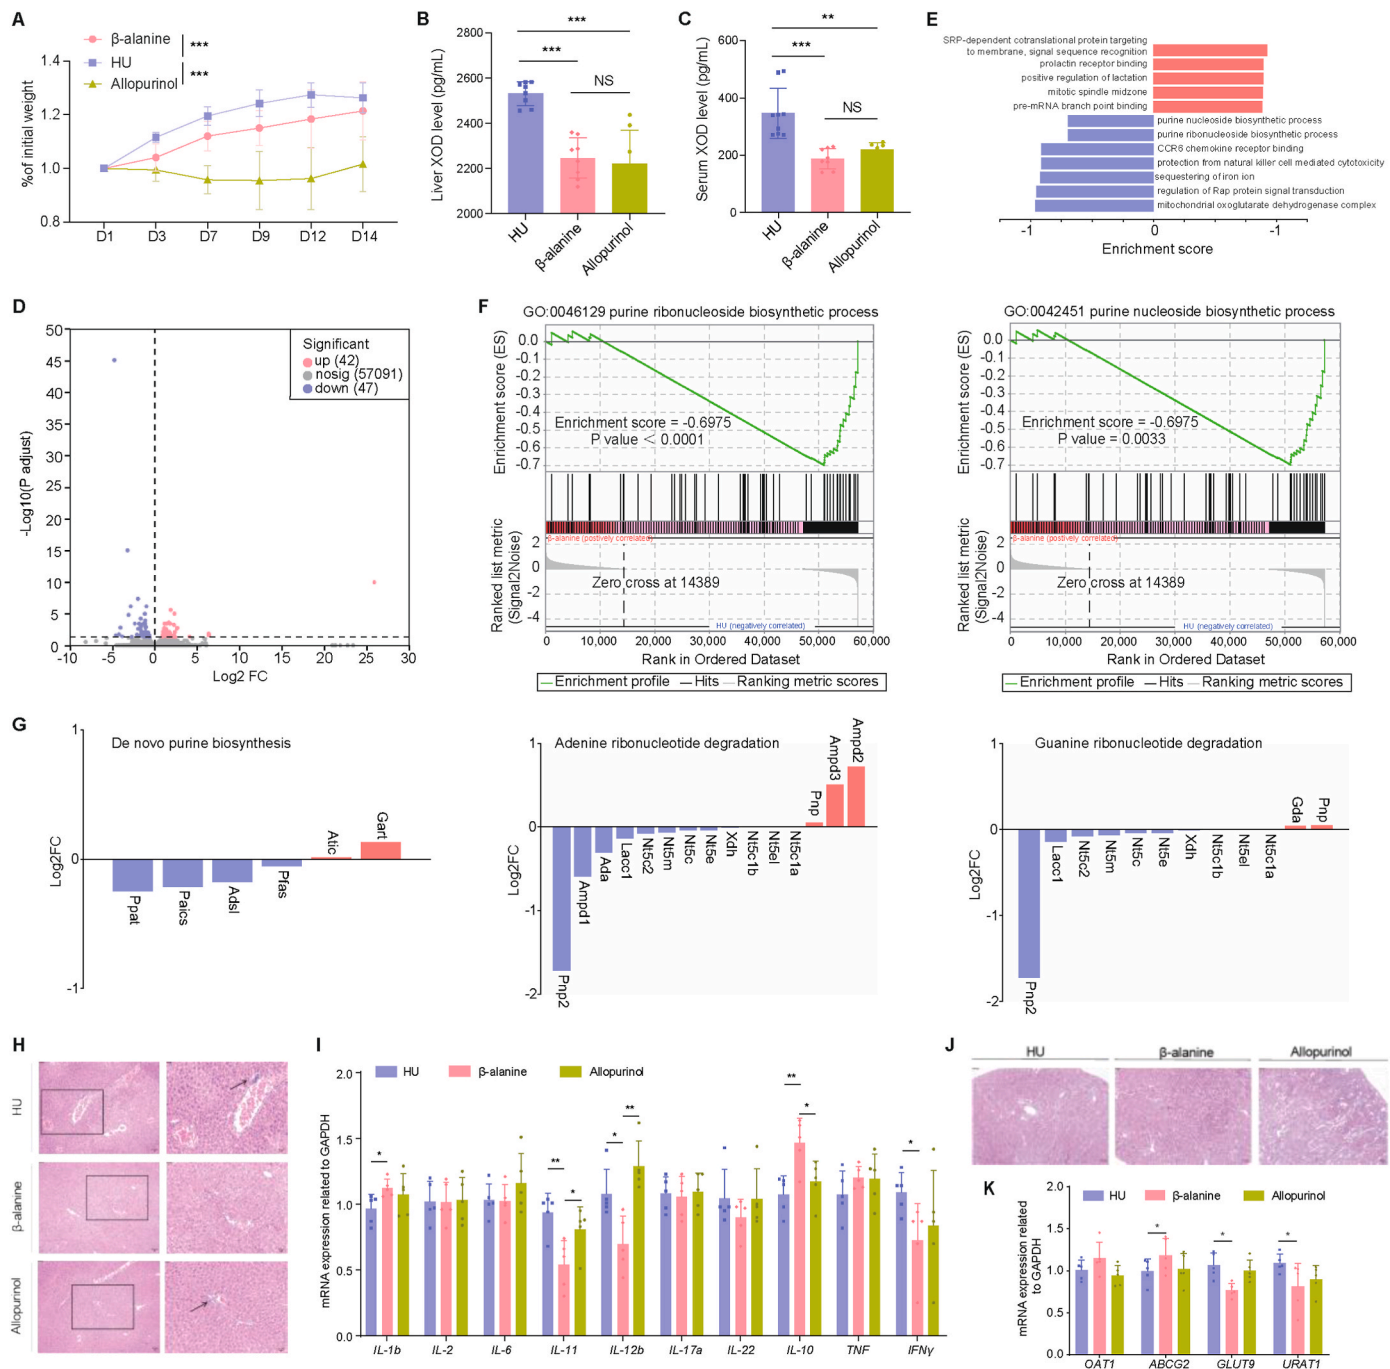 A
β-alanine
HU
Allopurinol
***
***
%of initial weight
1.4
1.2
1.0
0.8
D1 D3 D7 D9 D12 D14
B
Liver XOD level (pg/mL)
2800
2600
2400
2200
2000
***
***
NS
HU
β-alanine
Allopurinol
C
Serum XOD level (pg/mL)
600
400
200
0
**
***
NS
HU
β-alanine
Allopurinol
E
SRP-dependent cotranslational protein targeting
to membrane, signal sequence recognition
prolactin receptor binding
positive regulation of lactation
mitotic spindle midzone
pre-mRNA branch point binding
purine nucleoside biosynthetic process
purine ribonucleoside biosynthetic process
CCR6 chemokine receptor binding
protection from natural killer cell mediated cytotoxicity
sequestering of iron ion
regulation of Rap protein signal transduction
mitochondrial oxoglutarate dehydrogenase complex
-1 0 -1
Enrichment score
D
-Log10(P adjust)
50
45
40
35
30
25
20
15
10
5
0
Significant
up (42)
nosig (57091)
down (47)
-10 -5 0 5 10 15 20 25 30
Log2 FC
F
GO:0046129 purine ribonucleoside biosynthetic process
Enrichment score (ES)
0.0
-0.1
-0.2
-0.3
-0.4
-0.5
-0.6
-0.7
Enrichment score = -0.6975
P value < 0.0001
Ranked list metric
(Signal2Noise)
β-alanine (postively correlated)
2
0
-2
-4
Zero cross at 14389
HU (negatively correlated)
0 10,000 20,000 30,000 40,000 50,000 60,000
Rank in Ordered Dataset
Enrichment profile Hits Ranking metric scores
GO:0042451 purine nucleoside biosynthetic process
Enrichment score (ES)
0.0
-0.1
-0.2
-0.3
-0.4
-0.5
-0.6
-0.7
Enrichment score = -0.6975
P value = 0.0033
Ranked list metric
(Signal2Noise)
β-alanine (postively correlated)
2
0
-2
-4
Zero cross at 14389
HU (negatively correlated)
0 10,000 20,000 30,000 40,000 50,000 60,000
Rank in Ordered Dataset
Enrichment profile Hits Ranking metric scores
G
De novo purine biosynthesis
Log2FC
1
0
-1
Ppat Paics Adsl Pfas Atic Gart
Adenine ribonucleotide degradation
Log2FC
1
0
-1
-2
Pnp2 Ampd1 Ada Lacc1 Nt5c2 Nt5m Nt5c Nt5e Xdh Nt5c1b Nt5el Nt5c1a Pnp Ampd3 Ampd2
Guanine ribonucleotide degradation
Log2FC
1
0
-1
-2
Pnp2 Lacc1 Nt5c2 Nt5m Nt5c Nt5e Xdh Nt5c1b Nt5el Nt5c1a Gda Pnp
H
HU
β-alanine
Allopurinol
I
HU β-alanine Allopurinol
mRNA expression related to GAPDH
2.0
1.5
1.0
0.5
0.0
* ** * * ** ** * *
IL-1b IL-2 IL-6 IL-11 IL-12b IL-17a IL-22 IL-10 TNF IFNγ
J
HU β-alanine Allopurinol
K
HU β-alanine Allopurinol
mRNA expression related
to GAPDH
2.0
1.5
1.0
0.5
0.0
* * *
OAT1 ABCG2 GLUT9 URAT1